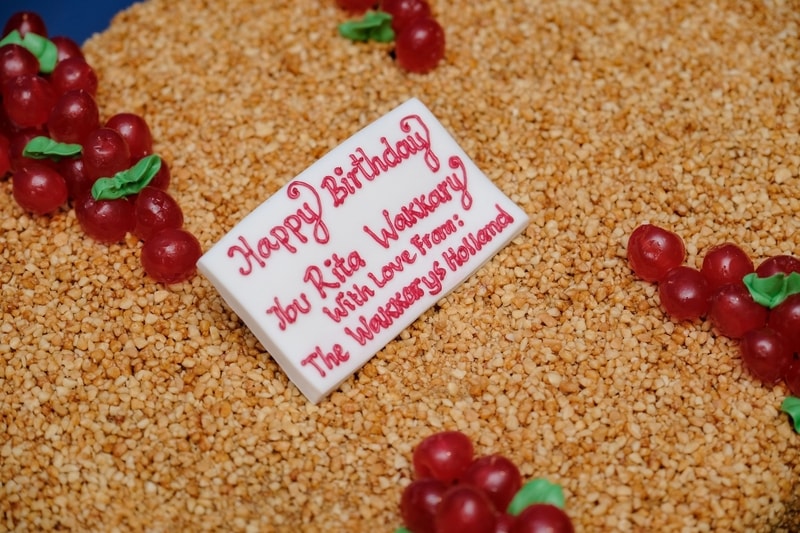 Happy Birthday
Ibu Rita Wakkary
With Love From:
The Wakkarys Holland